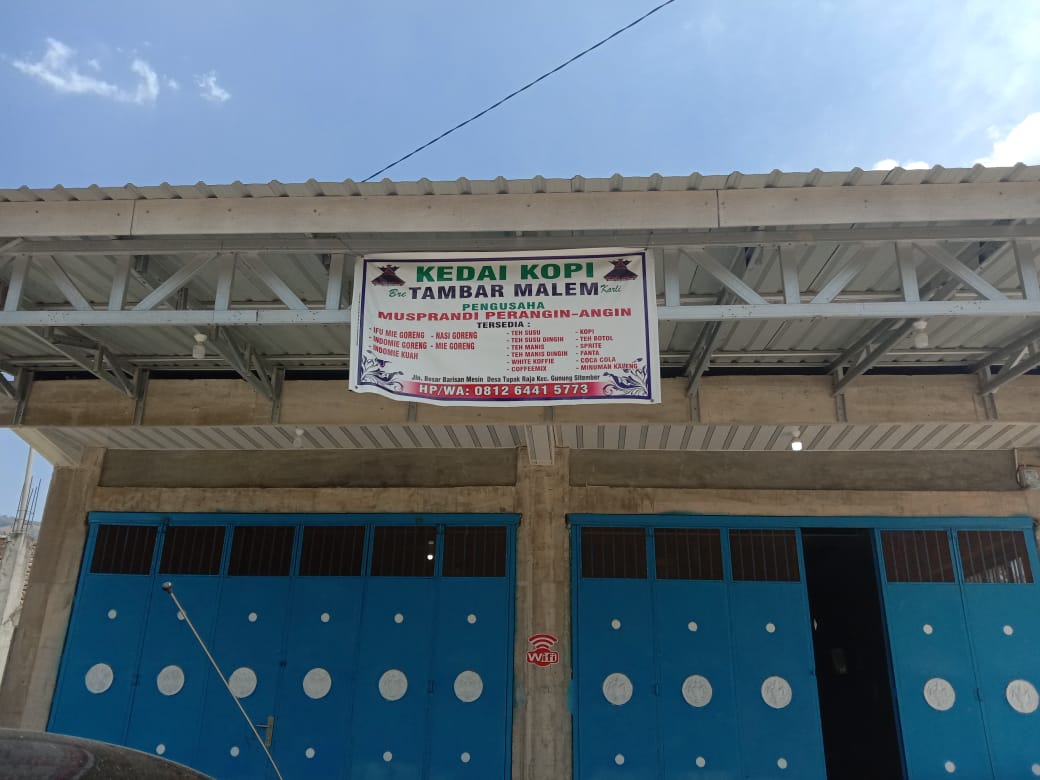 KEDAI KOPI
Bre TAMBAR MALEM Karli
PENGUSAHA
MUSPRANDI PERANGIN-ANGIN
TERSEDIA :
- IFU MIE GORENG
- INDOMIE GORENG
- INDOMIE KUAH
- NASI GORENG
- MIE GORENG
- TEH SUSU
- TEH SUSU DINGIN
- TEH MANIS
- TEH MANIS DINGIN
- WHITE KOFFIE
- COFFEEMIX
- KOPI
- TEH BOTOL
- SPRITE
- FANTA
- COCA COLA
- MINUMAN KALENG
Jln. Besar Barisan Mesin Desa Tupak Raja Kec. Gunung Sitember
HP/WA: 0812 6441 5773
Wifi